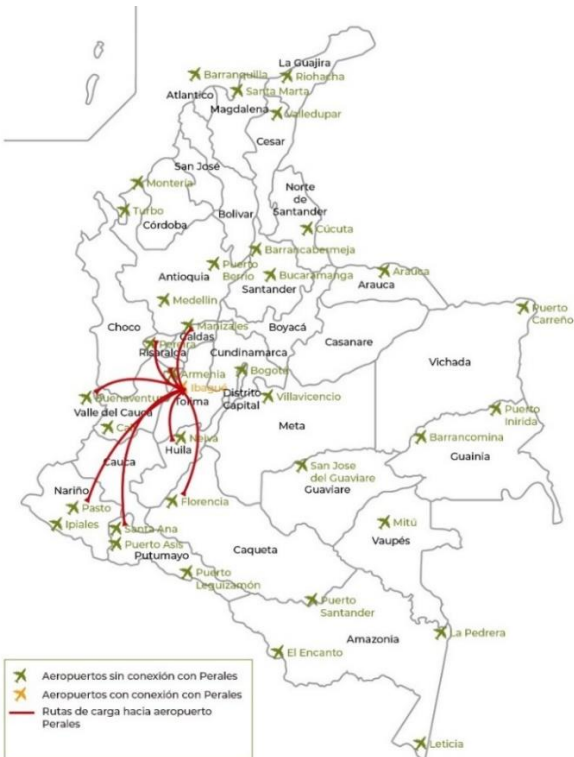 La Guajira
Barranquilla
Riohacha
Atlantico
Santa Marta
Magdalena
Valledupar
Cesar
San José
Monteria
Norte
de
Santander
Turbo
Bolivar
Córdoba
Cúcuta
Barrancabermeja
Puerto
Berrio
Bucaramanga
Arauca
Antioquia
Santander
Arauca
Medellín
Puerto
Carreño
Choco
Manizales
Caldas
Boyacá
Casanare
Pereira
Risaralda
Cundinamarca
Vichada
Armenia
Bogotá
Ibagué
Buenaventura
Tolima
Distrito
Capital
Villavicencio
Valle del Cauca
Puerto
Inirida
Cali
Meta
Neiva
Barrancomina
Huila
Guainia
Cauca
San Jose
del Guaviare
Guaviare
Nariño
Florencia
Pasto
Ipiales
Santa Ana
Mitú
Vaupés
Puerto Asis
Putumayo
Caqueta
Puerto
Leguizamón
Puerto
Santander
La Pedrera
Amazonia
El Encanto
Aeropuertos sin conexión con Perales
Aeropuertos con conexión con Perales
Rutas de carga hacia aeropuerto
Perales
Leticia